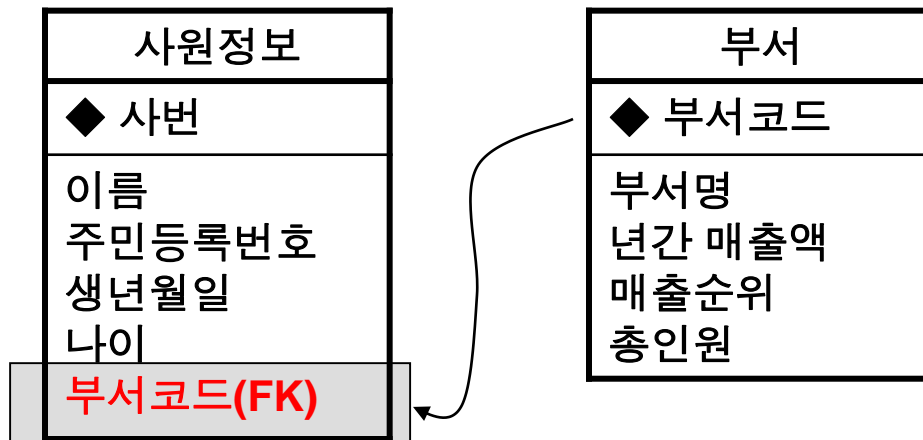 사원정보
◆ 사번
이름
주민등록번호
생년월일
나이
부서코드(FK)
부서
◆ 부서코드
부서명
년간 매출액
매출순위
총인원